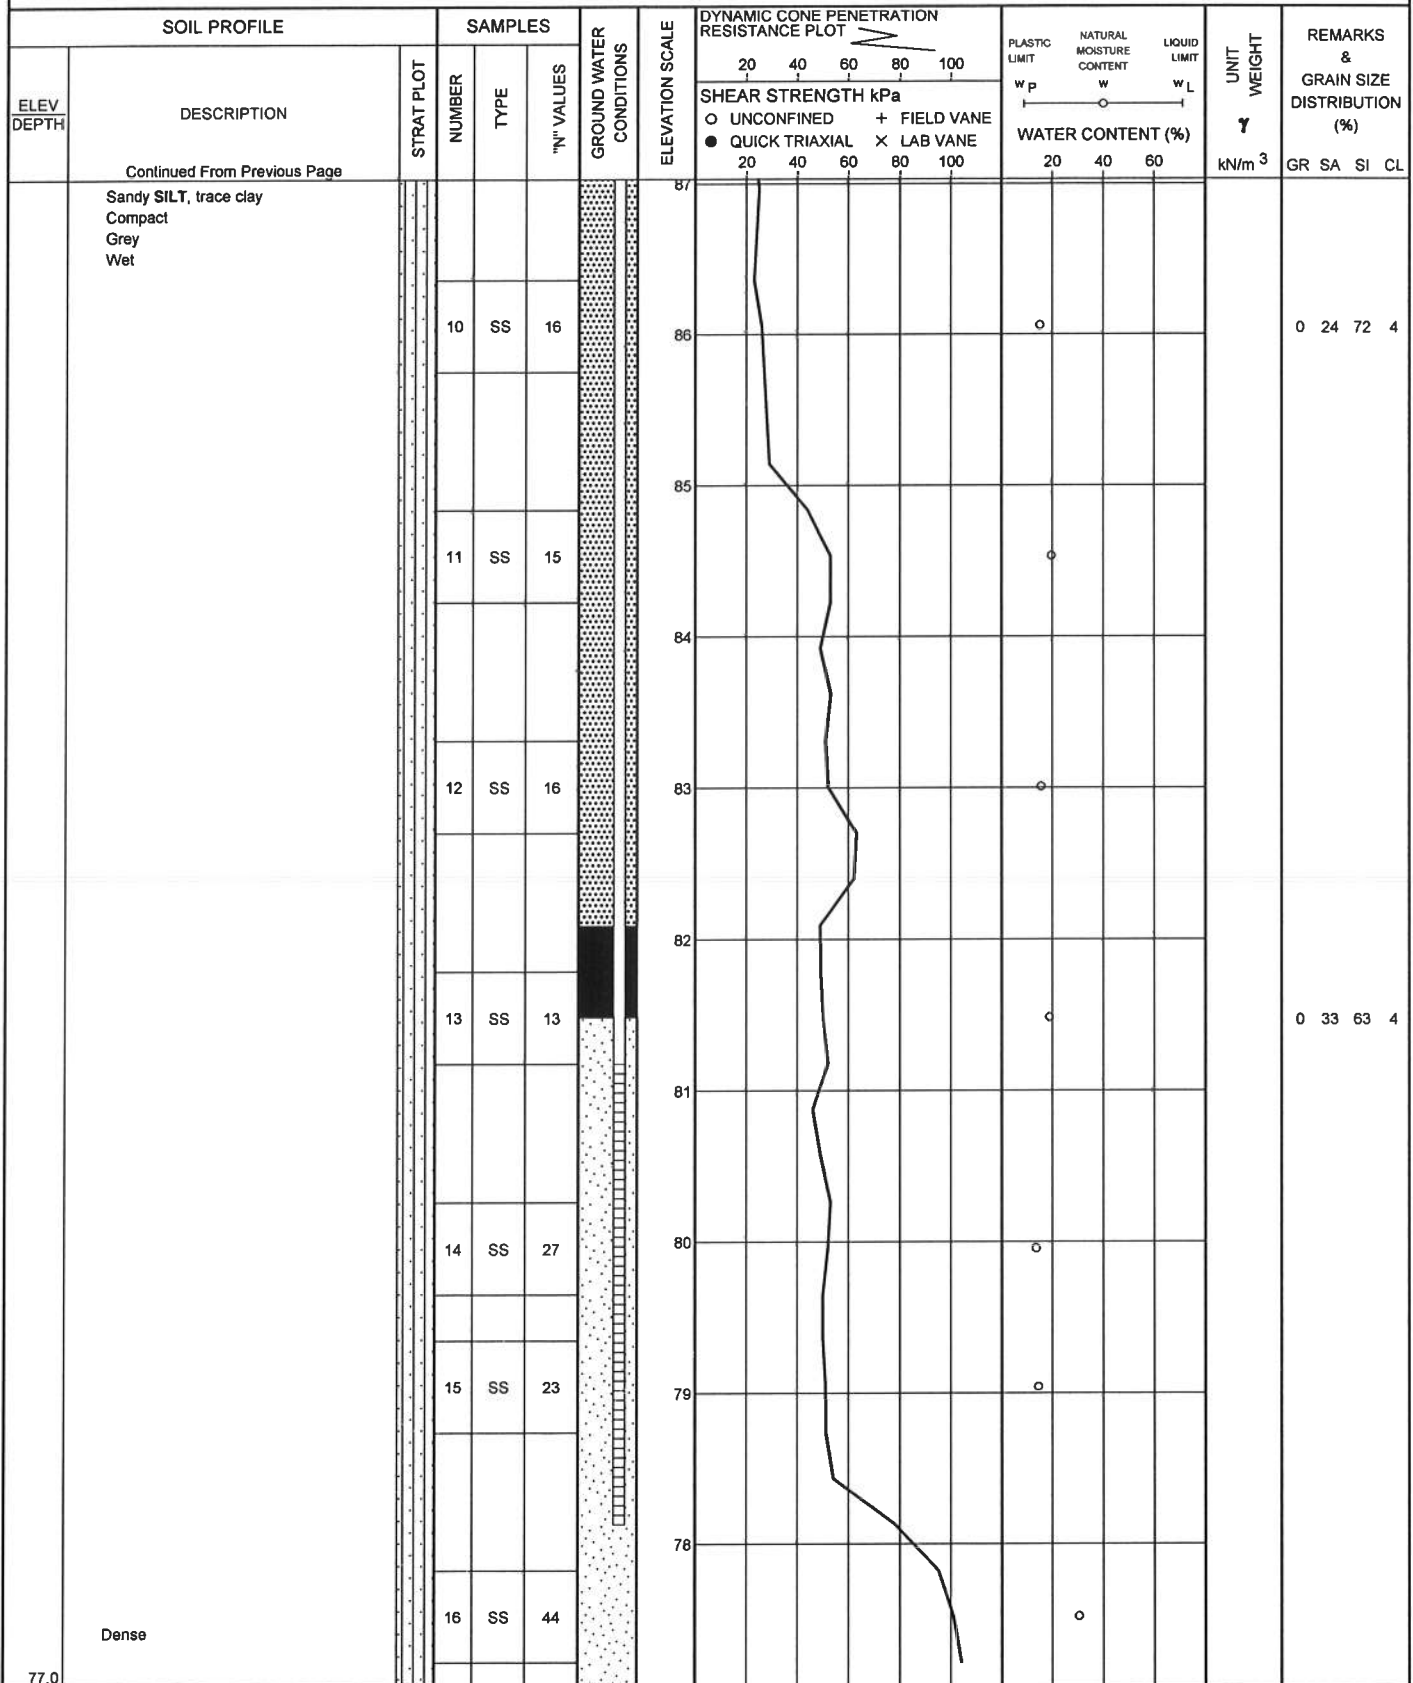 SOIL PROFILE
SAMPLES
ELEV
DEPTH
DESCRIPTION
Continued From Previous Page
STRAT PLOT
NUMBER
TYPE
"N" VALUES
GROUND WATER
CONDITIONS
ELEVATION SCALE
DYNAMIC CONE PENETRATION
RESISTANCE PLOT
20 40 60 80 100
SHEAR STRENGTH kPa
O UNCONFINED + FIELD VANE
● QUICK TRIAXIAL × LAB VANE
20 40 60 80 100
PLASTIC
LIMIT
NATURAL
MOISTURE
CONTENT
LIQUID
LIMIT
WP W WL
WATER CONTENT (%)
20 40 60
UNIT
WEIGHT
γ
kN/m 3
REMARKS
&
GRAIN SIZE
DISTRIBUTION
(%)
GR SA SI CL
87
Sandy SILT, trace clay
Compact
Grey
Wet
10 SS 16
86
0 24 72 4
85
11 SS 15
84
12 SS 16
83
82
13 SS 13
0 33 63 4
81
14 SS 27
80
15 SS 23
79
78
16 SS 44
Dense
77.0